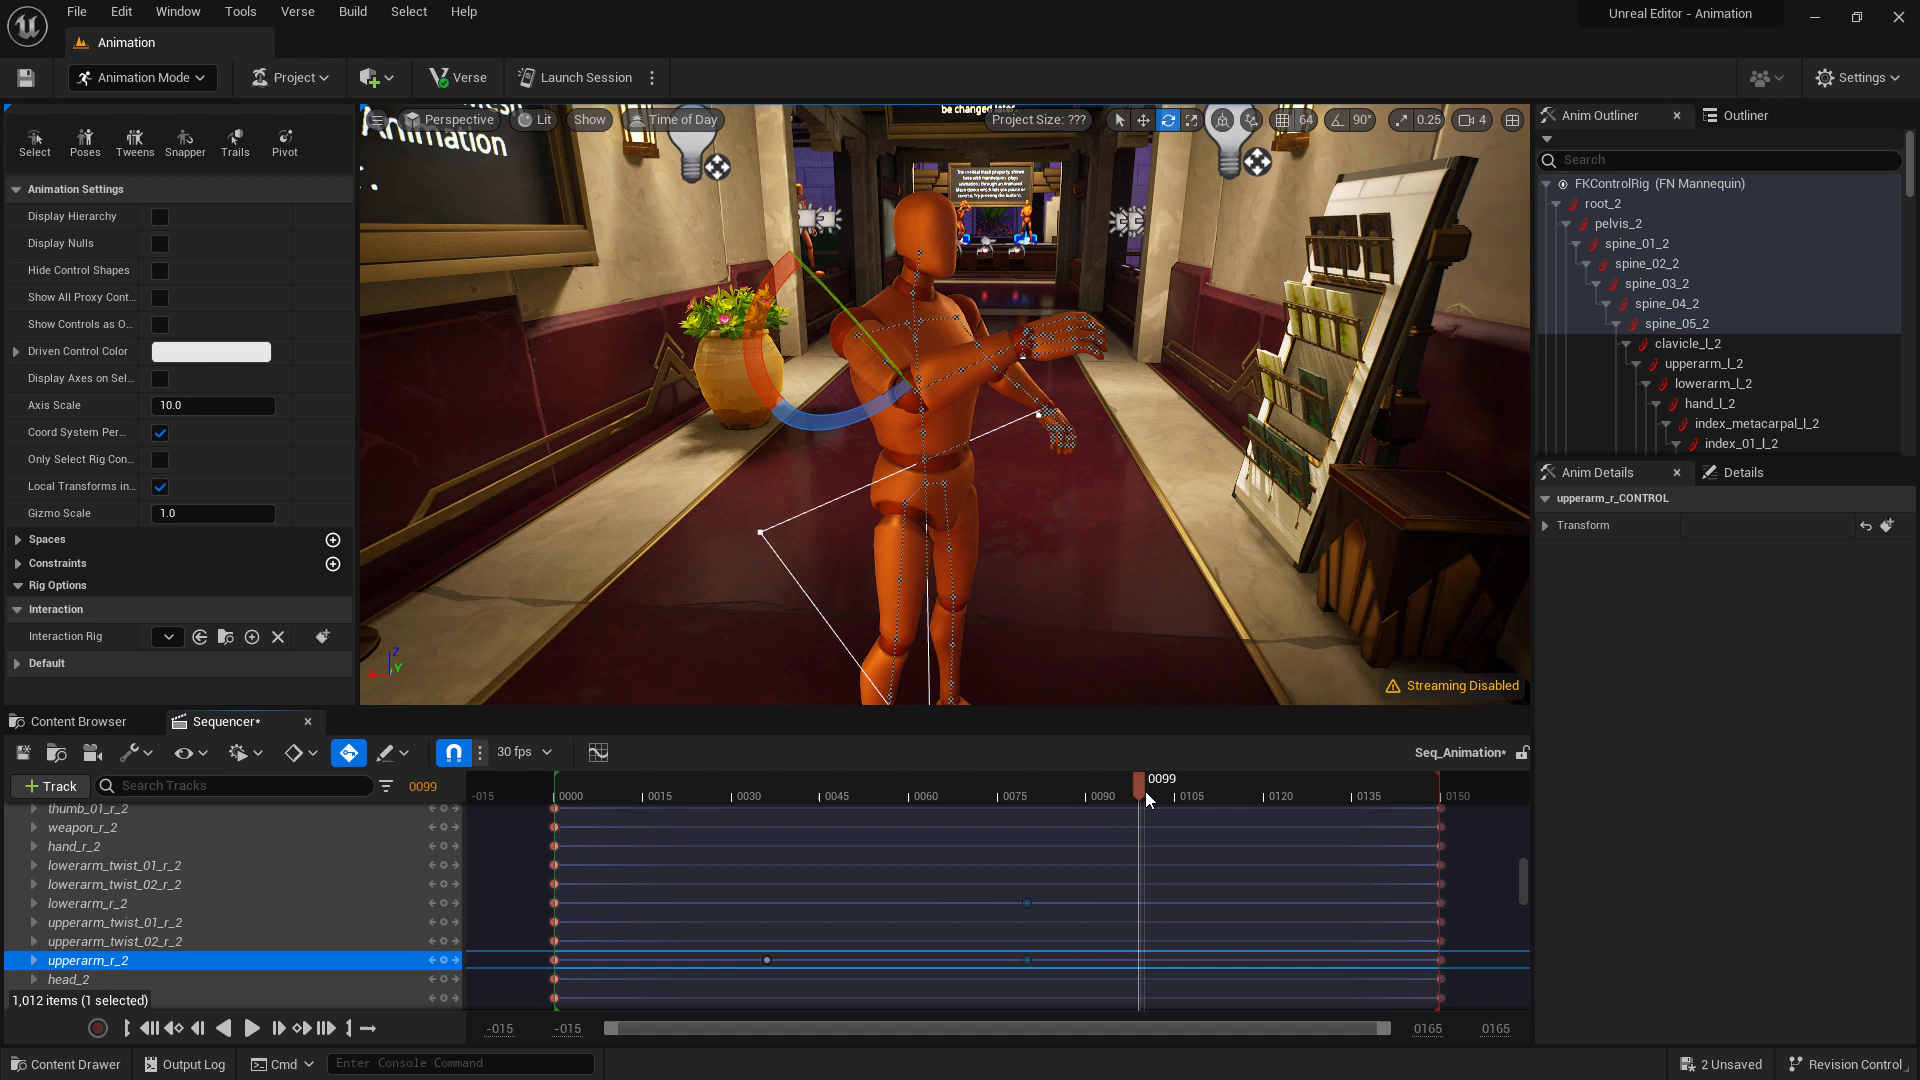 File Edit Window Tools Verse Build Select Help
Unreal Editor - Animation
Animation
Animation Mode
Project
Verse
Launch Session
Settings
Select Poses Tweens Snapper Trails Pivot
Animation Settings
Display Hierarchy
Display Nulls
Hide Control Shapes
Show All Proxy Cont...
Show Controls as O...
Driven Control Color
Display Axes on Sel...
Axis Scale 10.0
Coord System Per...
Only Select Rig Con...
Local Transforms in...
Gizmo Scale 1.0
Spaces
Constraints
Rig Options
Interaction
Interaction Rig
Default
Perspective Lit Show Time of Day
Project Size: ???
64 90° 0.25 4
be changed later.
Animation
Z
Y
Streaming Disabled
Anim Outliner
Outliner
Search
FKControlRig (FN Mannequin)
root_2
pelvis_2
spine_01_2
spine_02_2
spine_03_2
spine_04_2
spine_05_2
clavicle_l_2
upperarm_l_2
lowerarm_l_2
hand_l_2
index_metacarpal_l_2
index_01_l_2
Anim Details
Details
upperarm_r_CONTROL
Transform
Content Browser
Sequencer*
30 fps
Seq_Animation*
Track
Search Tracks
0099
0099
-015 0000 0015 0030 0045 0060 0075 0090 0105 0120 0135 0150
thumb_01_r_2
weapon_r_2
hand_r_2
lowerarm_twist_01_r_2
lowerarm_twist_02_r_2
lowerarm_r_2
upperarm_twist_01_r_2
upperarm_twist_02_r_2
upperarm_r_2
head_2
1,012 items (1 selected)
-015 -015 0165 0165
Content Drawer
Output Log
Cmd
Enter Console Command
2 Unsaved
Revision Control